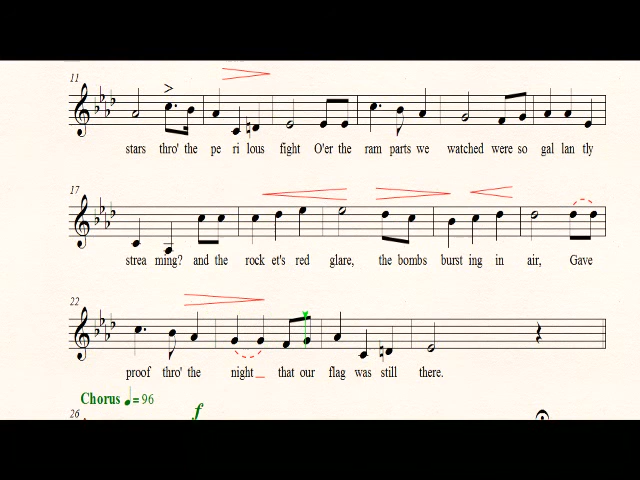 11
stars thro' the pe ri lous fight O'er the ram parts we watched were so gal lan tly
17
strea ming? and the rock et's red glare, the bombs burst ing in air, Gave
22
proof thro' the night_ that our flag was still there.
Chorus ♩= 96
26 f